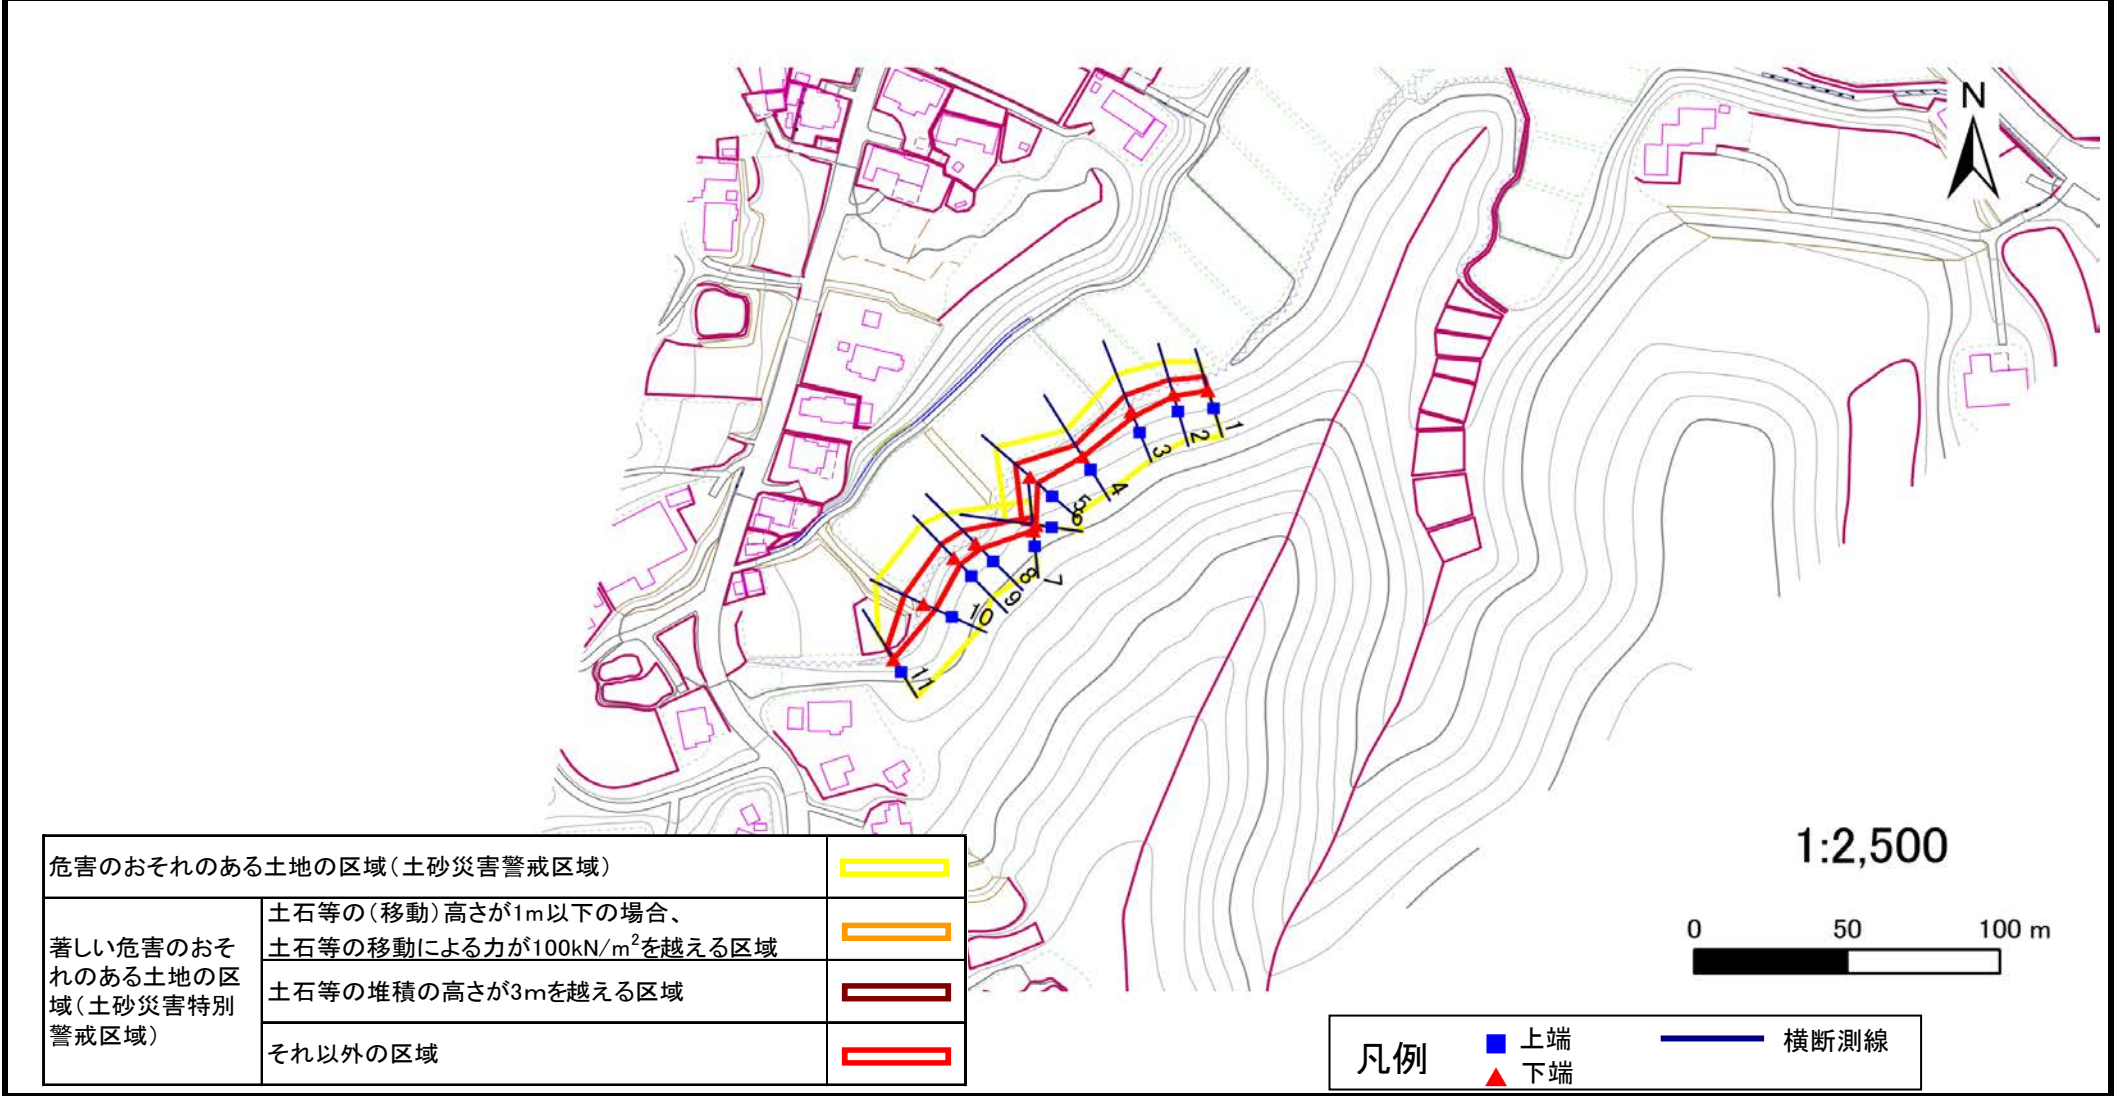 N
1
2
3
4
5
6
7
8
9
10
11
1:2,500
0 50 100 m
危害のおそれのある土地の区域(土砂災害警戒区域)
著しい危害のおそ
れのある土地の区
域(土砂災害特別
警戒区域)
土石等の(移動)高さが1m以下の場合、
土石等の移動による力が100kN/m²を越える区域
土石等の堆積の高さが3mを越える区域
それ以外の区域
凡例
上端
下端
横断測線